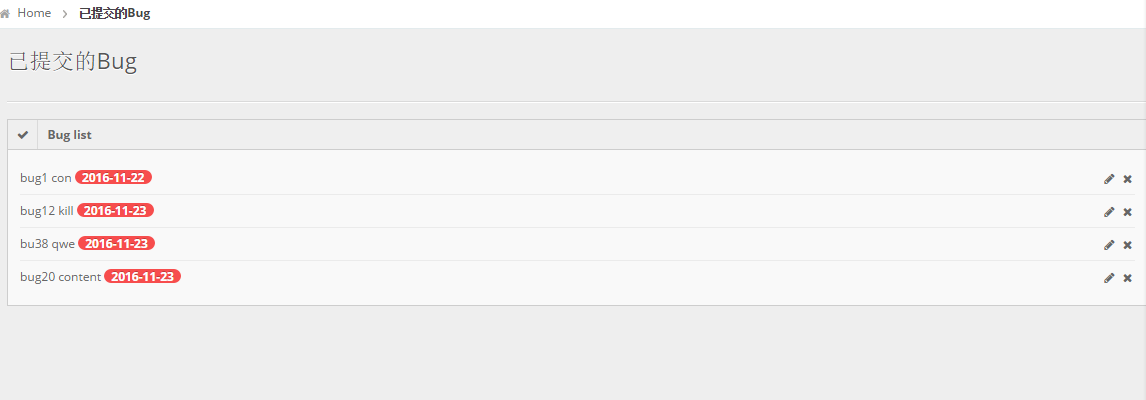 Home > 已提交的Bug
已提交的Bug
Bug list
bug1 con 2016-11-22
bug12 kill 2016-11-23
bu38 qwe 2016-11-23
bug20 content 2016-11-23